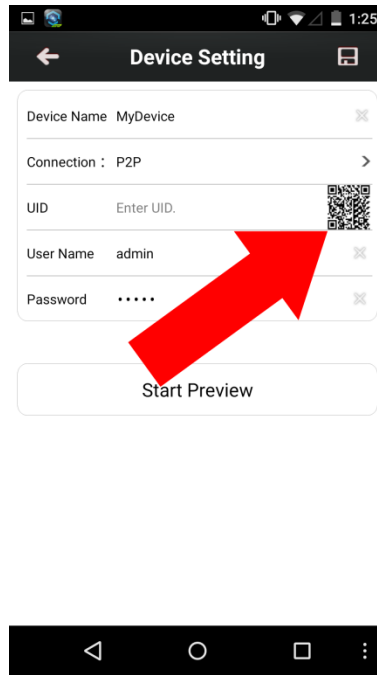 1:25
Device Setting
Device Name MyDevice
Connection : P2P
UID Enter UID.
User Name admin
Password •••••
Start Preview